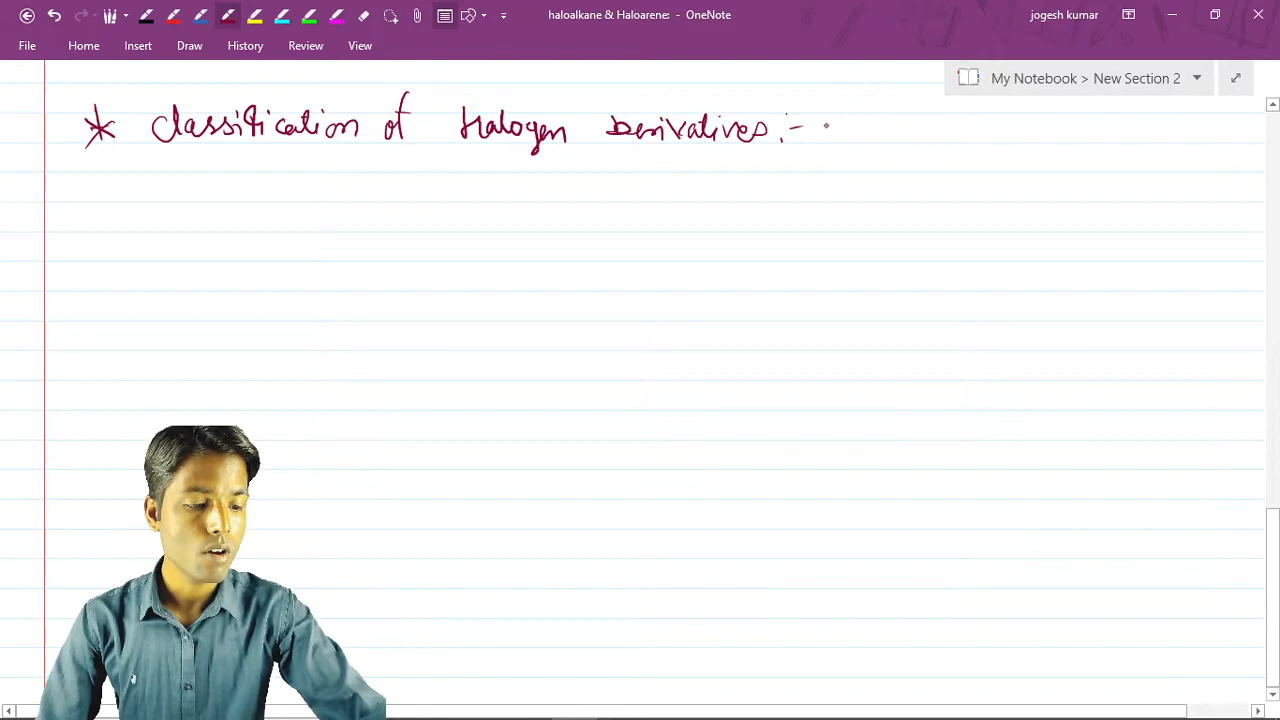 haloalkane & Haloarene: - OneNote
jogesh kumar
File Home Insert Draw History Review View
My Notebook > New Section 2
* Classification of Halogen Derivatives :-